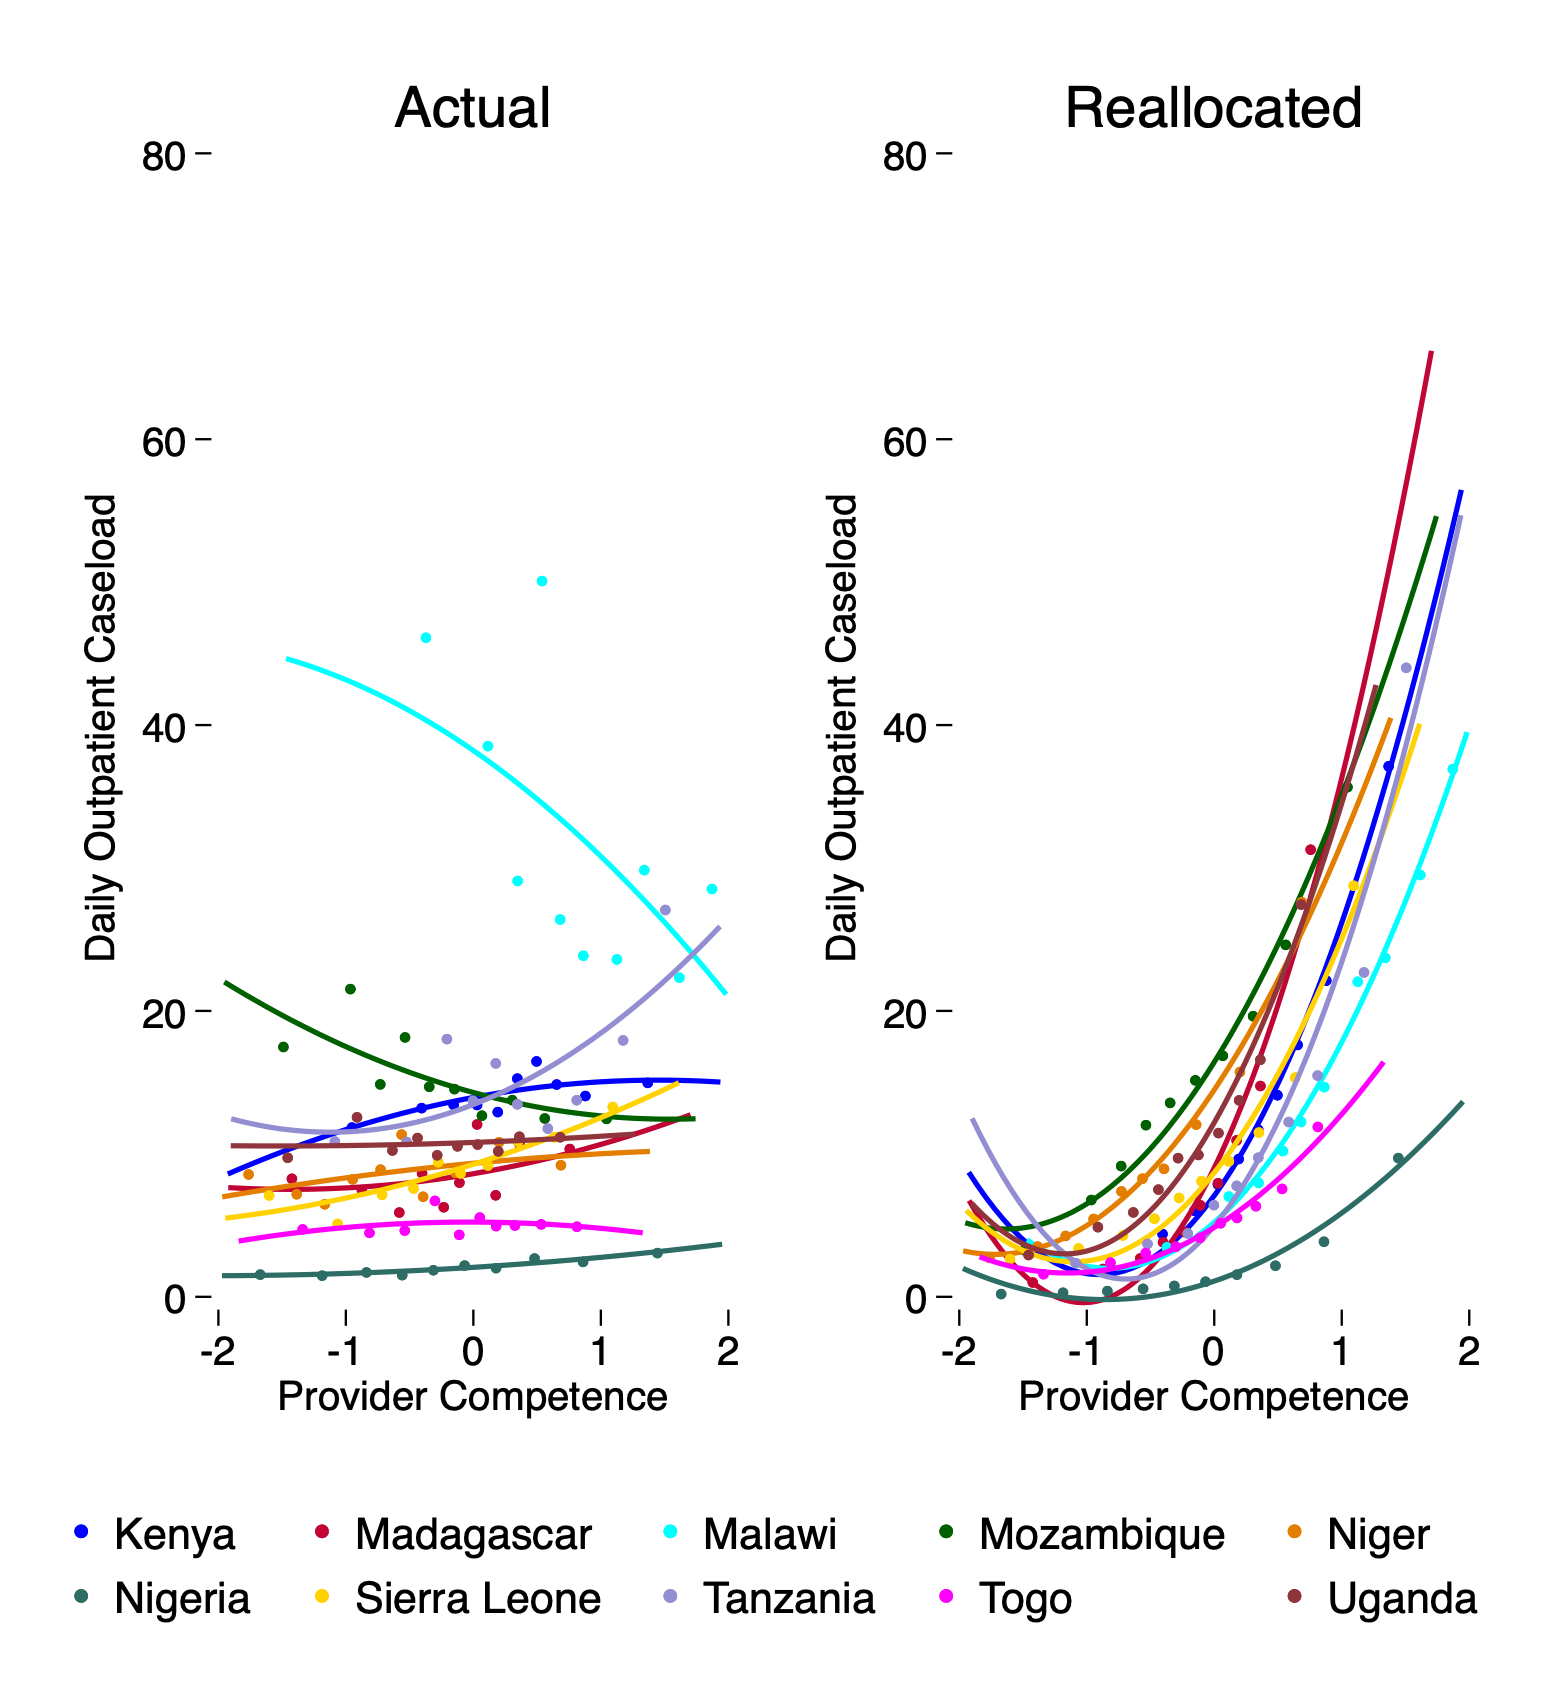 Actual
80
60
40
20
0
Daily Outpatient Caseload
-2 -1 0 1 2
Provider Competence
Reallocated
80
60
40
20
0
Daily Outpatient Caseload
-2 -1 0 1 2
Provider Competence
Kenya Madagascar Malawi Mozambique Niger
Nigeria Sierra Leone Tanzania Togo Uganda